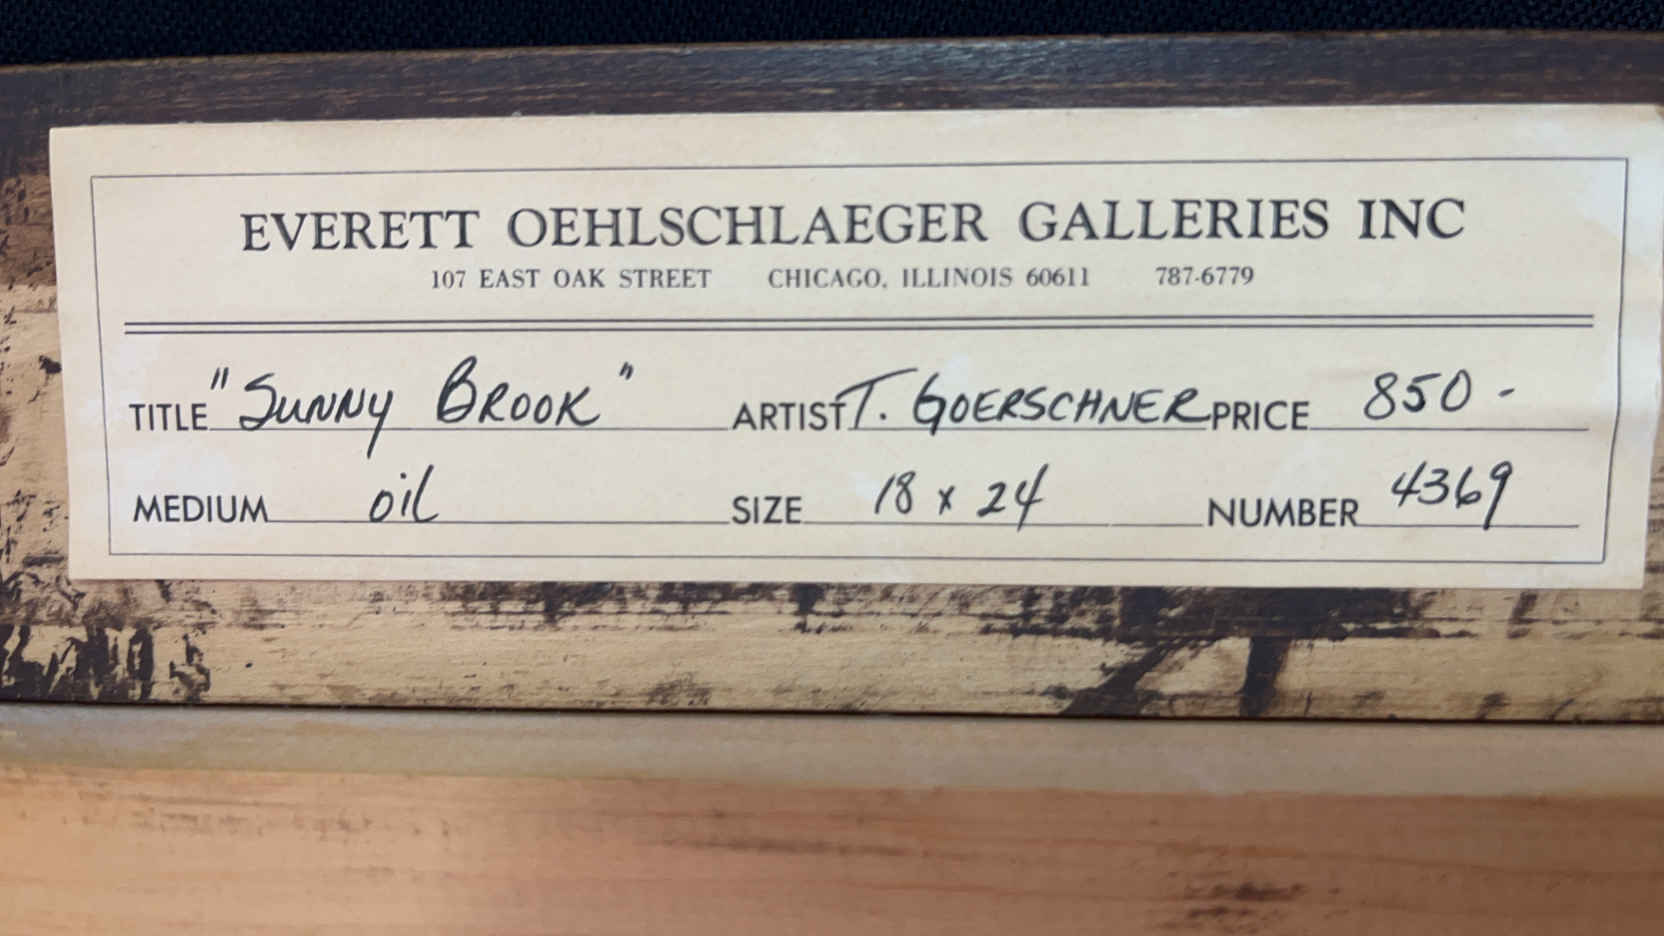 EVERETT OEHLSCHLAEGER GALLERIES INC
107 EAST OAK STREET CHICAGO, ILLINOIS 60611 787-6779
TITLE "SUNNY BROOK" ARTIST T. GOERSCHNER PRICE 850 -
MEDIUM oil SIZE 18 x 24 NUMBER 4369